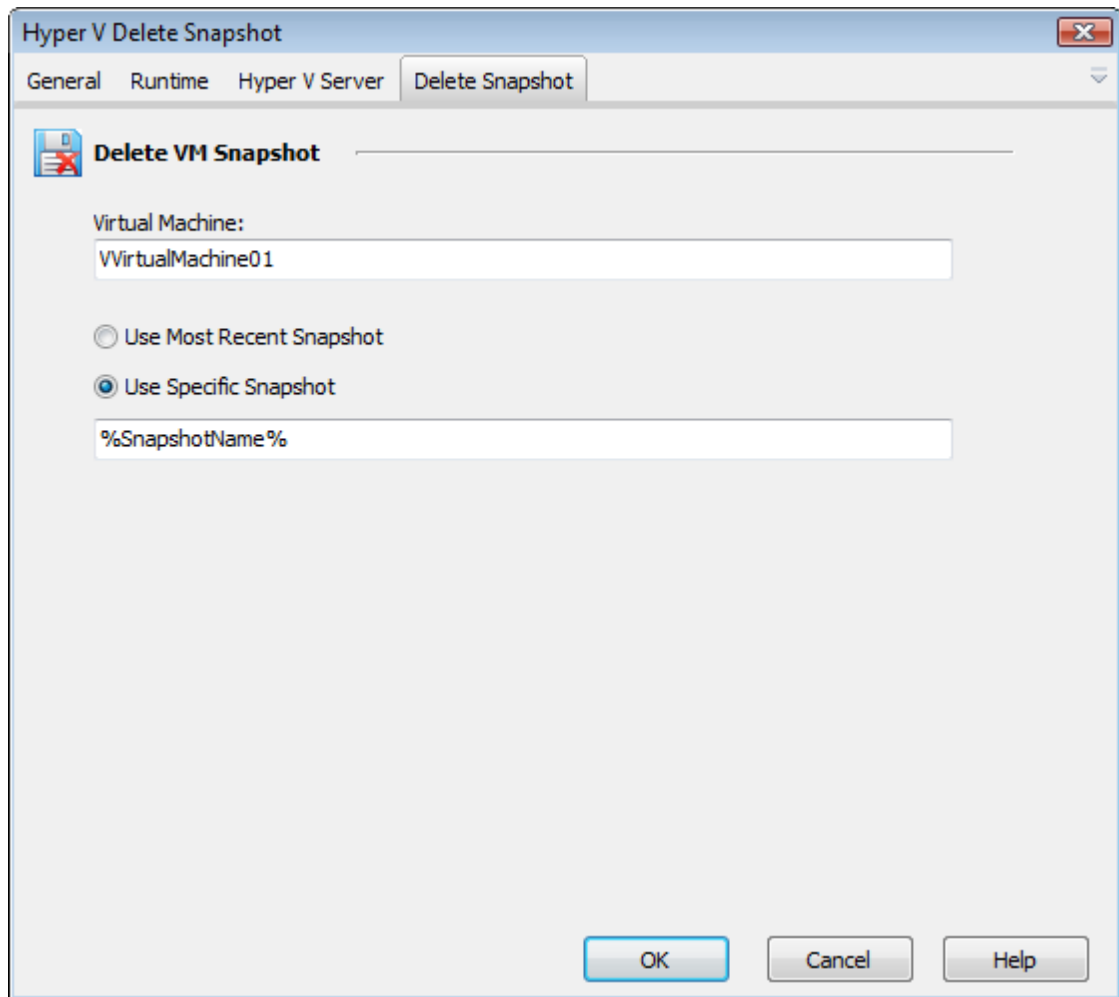 Hyper V Delete Snapshot
General Runtime Hyper V Server Delete Snapshot
Delete VM Snapshot
Virtual Machine:
VVirtualMachine01
Use Most Recent Snapshot
Use Specific Snapshot
%SnapshotName%
OK Cancel Help